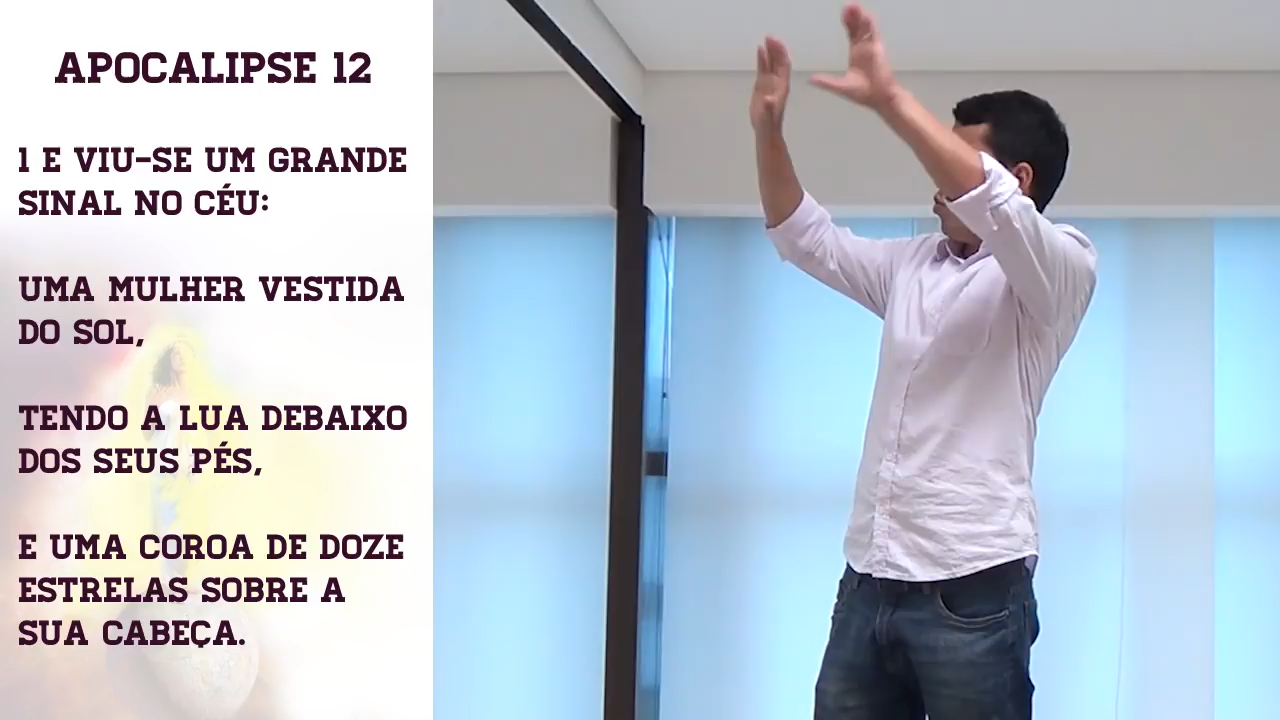 APOCALIPSE 12
1 E VIU-SE UM GRANDE
SINAL NO CÉU:
UMA MULHER VESTIDA
DO SOL,
TENDO A LUA DEBAIXO
DOS SEUS PÉS,
E UMA COROA DE DOZE
ESTRELAS SOBRE A
SUA CABEÇA.